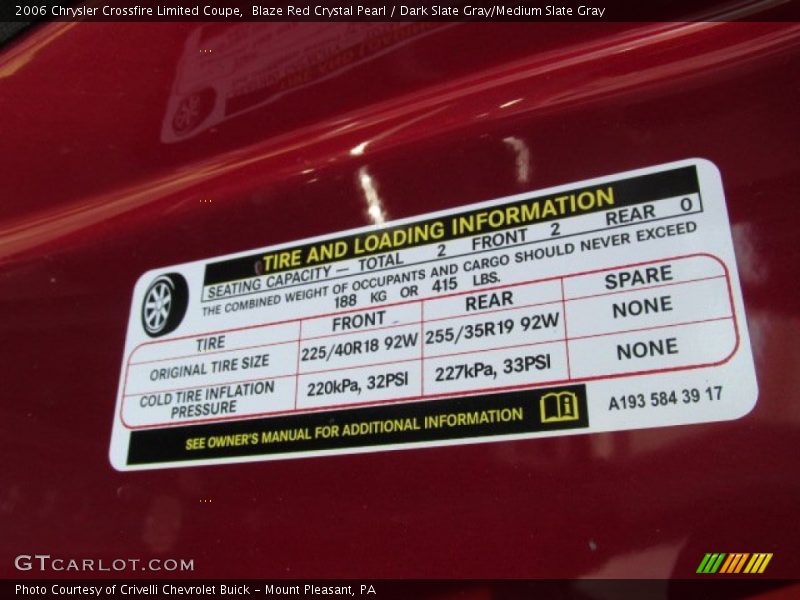 2006 Chrysler Crossfire Limited Coupe,  Blaze Red Crystal Pearl / Dark Slate Gray/Medium Slate Gray
TIRE AND LOADING INFORMATION
SEATING CAPACITY — TOTAL 2 FRONT 2 REAR 0
THE COMBINED WEIGHT OF OCCUPANTS AND CARGO SHOULD NEVER EXCEED
188 KG OR 415 LBS.
TIRE FRONT REAR SPARE
ORIGINAL TIRE SIZE 225/40R18 92W 255/35R19 92W NONE
COLD TIRE INFLATION PRESSURE 220kPa, 32PSI 227kPa, 33PSI NONE
SEE OWNER'S MANUAL FOR ADDITIONAL INFORMATION A193 584 39 17
GTCARLOT.COM
Photo Courtesy of Crivelli Chevrolet Buick - Mount Pleasant, PA